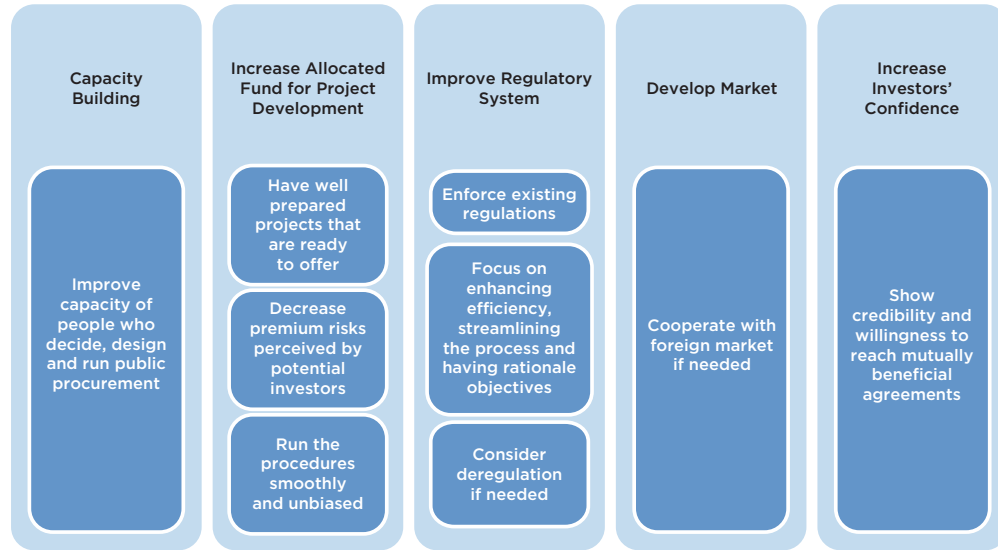 Capacity
Building
Improve
capacity of
people who
decide, design
and run public
procurement
Increase Allocated
Fund for Project
Development
Have well
prepared
projects that
are ready
to offer
Decrease
premium risks
perceived by
potential
investors
Run the
procedures
smoothly
and unbiased
Improve Regulatory
System
Enforce existing
regulations
Focus on
enhancing
efficiency,
streamlining
the process and
having rationale
objectives
Consider
deregulation
if needed
Develop Market
Cooperate with
foreign market
if needed
Increase
Investors’
Confidence
Show
credibility and
willingness to
reach mutually
beneficial
agreements